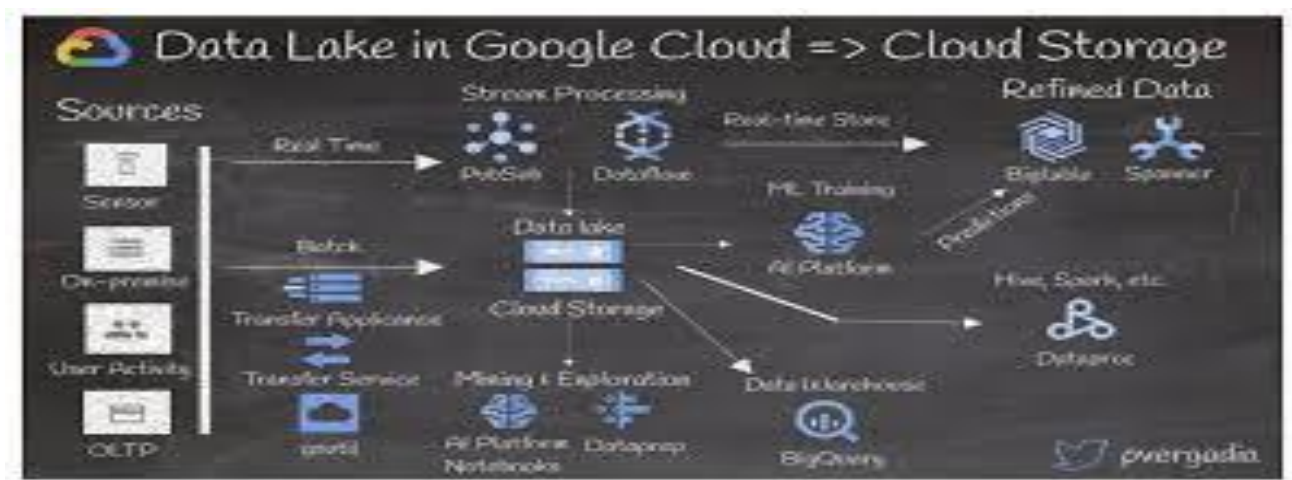 Data Lake in Google Cloud => Cloud Storage
Sources
Sensor
On-premise
User Activity
OLTP
Real Time
Batch
Transfer Appliance
Transfer Service
gsutil
Stream Processing
PubSub
Dataflow
Data lake
Cloud Storage
Mining & Exploration
AI Platform
Notebooks
Dataprep
Real-time Store
ML Training
AI Platform
Predictions
Data Warehouse
BigQuery
Refined Data
Bigtable
Spanner
Hive, Spark, etc.
Dataproc
pvergadia